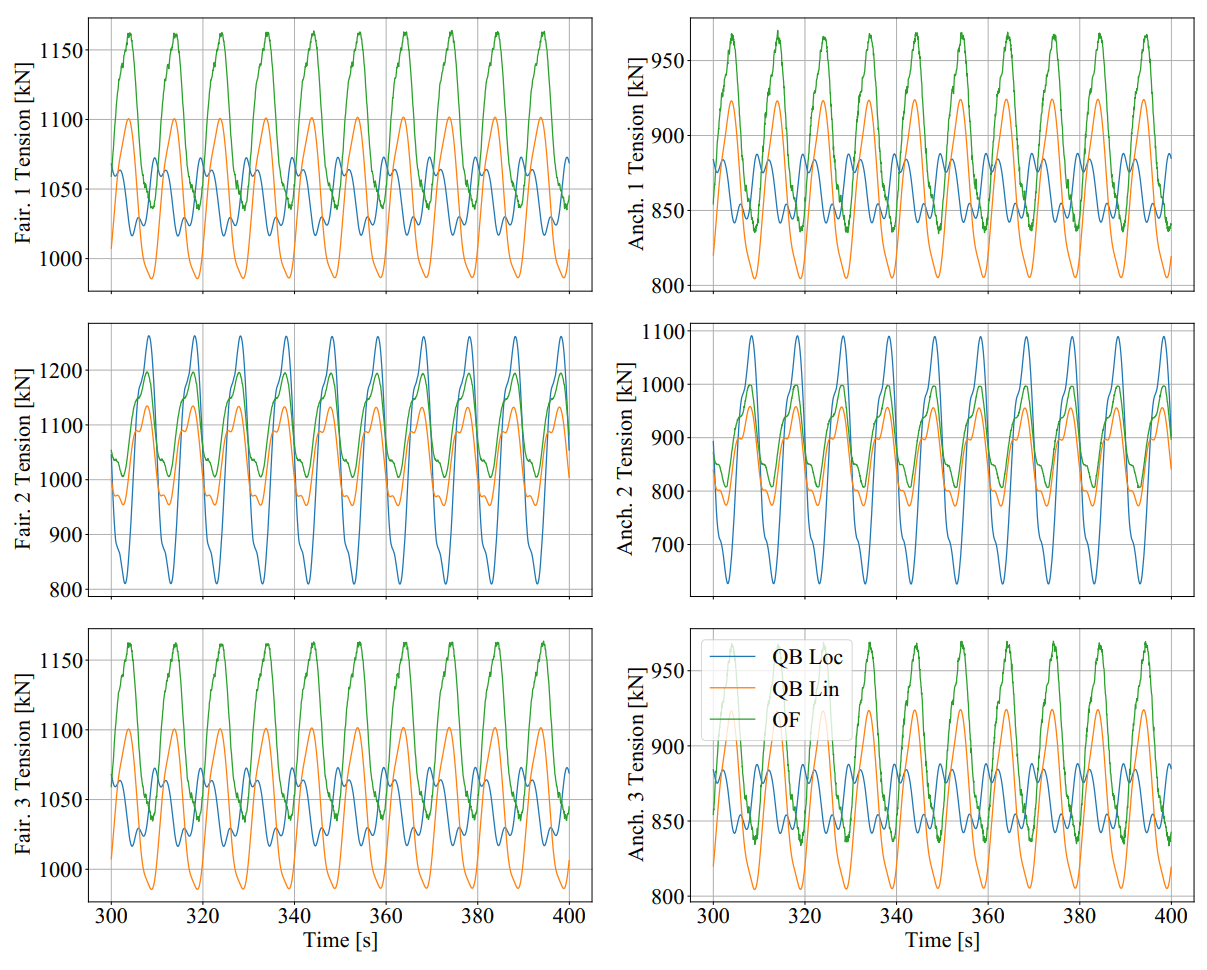 Fair. 1 Tension [kN]
1150
1100
1050
1000
Anch. 1 Tension [kN]
950
900
850
800
Fair. 2 Tension [kN]
1200
1100
1000
900
800
Anch. 2 Tension [kN]
1100
1000
900
800
700
Fair. 3 Tension [kN]
1150
1100
1050
1000
300 320 340 360 380 400
Time [s]
Anch. 3 Tension [kN]
950
900
850
800
QB Loc
QB Lin
OF
300 320 340 360 380 400
Time [s]